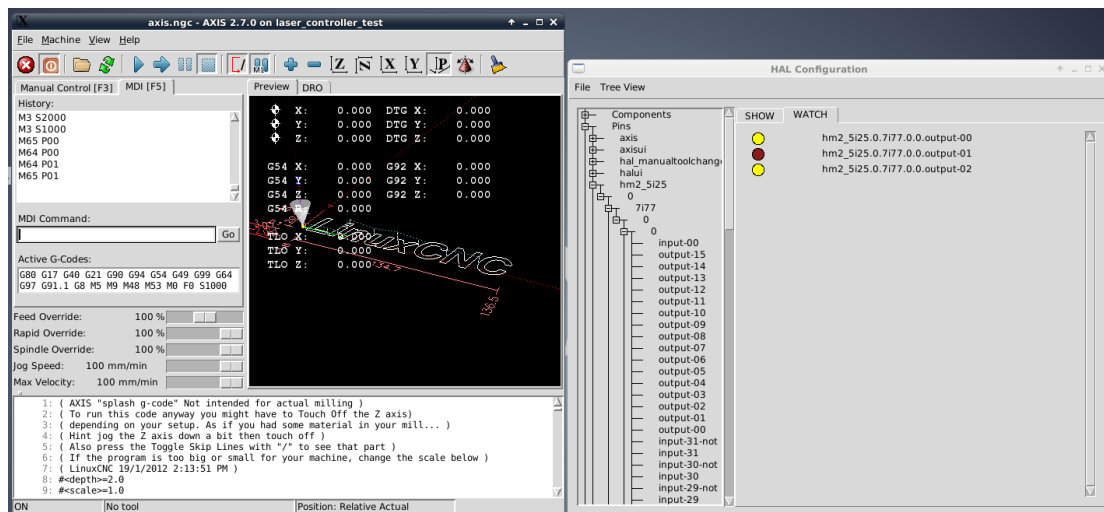 axis.ngc - AXIS 2.7.0 on laser_controller_test
File Machine View Help
Manual Control [F3] MDI [F5]
History:
M3 S2000
M3 S1000
M65 P00
M64 P00
M64 P01
M65 P01
MDI Command:
Go
Active G-Codes:
G80 G17 G40 G21 G90 G94 G54 G49 G99 G64
G97 G91.1 G8 M5 M9 M48 M53 M0 F0 S1000
Feed Override: 100 %
Rapid Override: 100 %
Spindle Override: 100 %
Jog Speed: 100 mm/min
Max Velocity: 100 mm/min
Preview DRO
X: 0.000 DTG X: 0.000
Y: 0.000 DTG Y: 0.000
Z: 0.000 DTG Z: 0.000
G54 X: 0.000 G92 X: 0.000
G54 Y: 0.000 G92 Y: 0.000
G54 Z: 0.000 G92 Z: 0.000
G54 R: 0.000
TLO X: 0.000
TLO Y: 0.000
TLO Z: 0.000
LinuxCNC
134.7
136.5
1: ( AXIS "splash g-code" Not intended for actual milling )
2: ( To run this code anyway you might have to Touch Off the Z axis)
3: ( depending on your setup. As if you had some material in your mill... )
4: ( Hint jog the Z axis down a bit then touch off )
5: ( Also press the Toggle Skip Lines with "/" to see that part )
6: ( If the program is too big or small for your machine, change the scale below )
7: ( LinuxCNC 19/1/2012 2:13:51 PM )
8: #<depth>=2.0
9: #<scale>=1.0
ON No tool Position: Relative Actual
HAL Configuration
File Tree View
Components
Pins
axis
axisui
hal_manualtoolchang
halui
hm2_5i25
0
7i77
0
0
input-00
output-15
output-14
output-13
output-12
output-11
output-10
output-09
output-08
output-07
output-06
output-05
output-04
output-03
output-02
output-01
output-00
input-31-not
input-31
input-30-not
input-30
input-29-not
input-29
SHOW WATCH
hm2_5i25.0.7i77.0.0.output-00
hm2_5i25.0.7i77.0.0.output-01
hm2_5i25.0.7i77.0.0.output-02